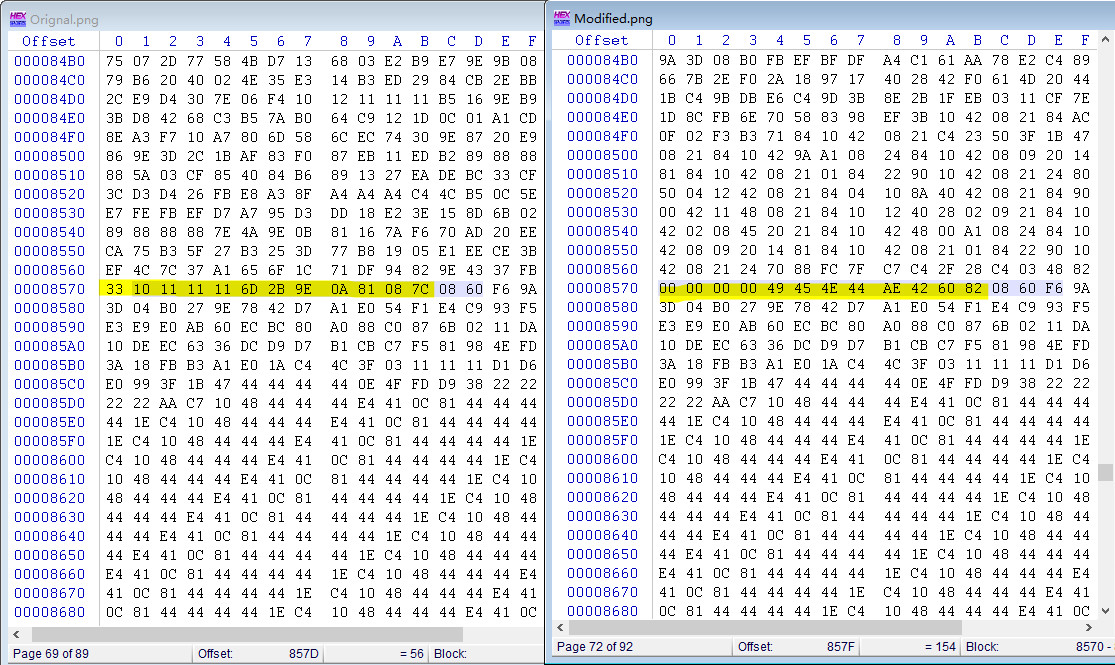 Orignal.png
Offset 0 1 2 3 4 5 6 7 8 9 A B C D E F
000084B0 75 07 2D 77 58 4B D7 13 68 03 E2 B9 E7 9E 9B 08
000084C0 79 B6 20 40 02 4E 35 E3 14 B3 ED 29 84 CB 2E BB
000084D0 2C E9 D4 30 7E 06 F4 10 12 11 11 11 B5 16 9E B9
000084E0 3B D8 42 68 C3 B5 7A B0 64 C9 12 1D 0C 01 A1 CD
000084F0 8E A3 F7 10 A7 80 6D 58 6C EC 74 30 9E 87 20 E9
00008500 86 9E 3D 2C 1B AF 83 F0 87 EB 11 ED B2 89 88 88
00008510 88 5A 03 CF 85 40 84 B6 89 13 27 EA DE BC 33 CF
00008520 3C D3 D4 26 FB E8 A3 8F A4 A4 A4 C4 4C B5 0C 5E
00008530 E7 FE FB EF D7 A7 95 D3 DD 18 E2 3E 15 8D 6B 02
00008540 89 88 88 88 7E 4A 9E 0B 81 16 7A F6 70 AD 20 EE
00008550 CA 75 B3 5F 27 B3 25 3D 77 B8 19 05 E1 EE CE 3B
00008560 EF 4C 7C 37 A1 65 6F 1C 71 DF 94 82 9E 43 37 FB
00008570 33 10 11 11 11 6D 2B 9E 0A 81 08 7C 08 60 F6 9A
00008580 3D 04 B0 27 9E 78 42 D7 A1 E0 54 F1 E4 C9 93 F5
00008590 E3 E9 E0 AB 60 EC BC 80 A0 88 C0 87 6B 02 11 DA
000085A0 10 DE EC 63 36 DC D9 D7 B1 CB C7 F5 81 98 4E FD
000085B0 3A 18 FB B3 A1 E0 1A C4 4C 3F 03 11 11 11 D1 D6
000085C0 E0 99 3F 1B 47 44 44 44 44 0E 4F FD D9 38 22 22
000085D0 22 22 AA C7 10 48 44 44 44 E4 41 0C 81 44 44 44
000085E0 44 1E C4 10 48 44 44 44 E4 41 0C 81 44 44 44 44
000085F0 1E C4 10 48 44 44 44 E4 41 0C 81 44 44 44 44 1E
00008600 C4 10 48 44 44 44 E4 41 0C 81 44 44 44 44 1E C4
00008610 10 48 44 44 44 E4 41 0C 81 44 44 44 44 1E C4 10
00008620 48 44 44 44 E4 41 0C 81 44 44 44 44 1E C4 10 48
00008630 44 44 44 E4 41 0C 81 44 44 44 44 1E C4 10 48 44
00008640 44 44 E4 41 0C 81 44 44 44 44 1E C4 10 48 44 44
00008650 44 E4 41 0C 81 44 44 44 44 1E C4 10 48 44 44 44
00008660 E4 41 0C 81 44 44 44 44 1E C4 10 48 44 44 44 E4
00008670 41 0C 81 44 44 44 44 1E C4 10 48 44 44 44 E4 41
00008680 0C 81 44 44 44 44 1E C4 10 48 44 44 44 E4 41 0C
Page 69 of 89 Offset: 857D = 56 Block:
Modified.png
Offset 0 1 2 3 4 5 6 7 8 9 A B C D E F
000084B0 9A 3D 08 B0 FB EF BF DF A4 C1 61 AA 78 E2 C4 89
000084C0 66 7B 2E F0 2A 18 97 17 40 28 42 F0 61 4D 20 44
000084D0 1B C4 9B DB E6 C4 9D 3B 8E 2B 1F EB 03 11 CF 7E
000084E0 1D 8C FB 6E 70 58 83 98 EF 3B 10 42 08 21 84 AC
000084F0 0F 02 F3 B3 71 84 10 42 08 21 C4 23 50 3F 1B 47
00008500 08 21 84 10 42 9A A1 08 24 84 10 42 08 09 20 14
00008510 81 84 10 42 08 21 01 84 22 90 10 42 08 21 24 80
00008520 50 04 12 42 08 21 84 04 10 8A 40 42 08 21 84 90
00008530 00 42 11 48 08 21 84 10 12 40 28 02 09 21 84 10
00008540 42 02 08 45 20 21 84 10 42 48 00 A1 08 24 84 10
00008550 42 08 09 20 14 81 84 10 42 08 21 01 84 22 90 10
00008560 42 08 21 24 70 88 FC 7F C7 C4 2F 28 C4 03 48 82
00008570 00 00 00 00 49 45 4E 44 AE 42 60 82 08 60 F6 9A
00008580 3D 04 B0 27 9E 78 42 D7 A1 E0 54 F1 E4 C9 93 F5
00008590 E3 E9 E0 AB 60 EC BC 80 A0 88 C0 87 6B 02 11 DA
000085A0 10 DE EC 63 36 DC D9 D7 B1 CB C7 F5 81 98 4E FD
000085B0 3A 18 FB B3 A1 E0 1A C4 4C 3F 03 11 11 11 D1 D6
000085C0 E0 99 3F 1B 47 44 44 44 44 0E 4F FD D9 38 22 22
000085D0 22 22 AA C7 10 48 44 44 44 E4 41 0C 81 44 44 44
000085E0 44 1E C4 10 48 44 44 44 E4 41 0C 81 44 44 44 44
000085F0 1E C4 10 48 44 44 44 E4 41 0C 81 44 44 44 44 1E
00008600 C4 10 48 44 44 44 E4 41 0C 81 44 44 44 44 1E C4
00008610 10 48 44 44 44 E4 41 0C 81 44 44 44 44 1E C4 10
00008620 48 44 44 44 E4 41 0C 81 44 44 44 44 1E C4 10 48
00008630 44 44 44 E4 41 0C 81 44 44 44 44 1E C4 10 48 44
00008640 44 44 E4 41 0C 81 44 44 44 44 1E C4 10 48 44 44
00008650 44 E4 41 0C 81 44 44 44 44 1E C4 10 48 44 44 44
00008660 E4 41 0C 81 44 44 44 44 1E C4 10 48 44 44 44 E4
00008670 41 0C 81 44 44 44 44 1E C4 10 48 44 44 44 E4 41
00008680 0C 81 44 44 44 44 1E C4 10 48 44 44 44 E4 41 0C
Page 72 of 92 Offset: 857F = 154 Block: 8570 -